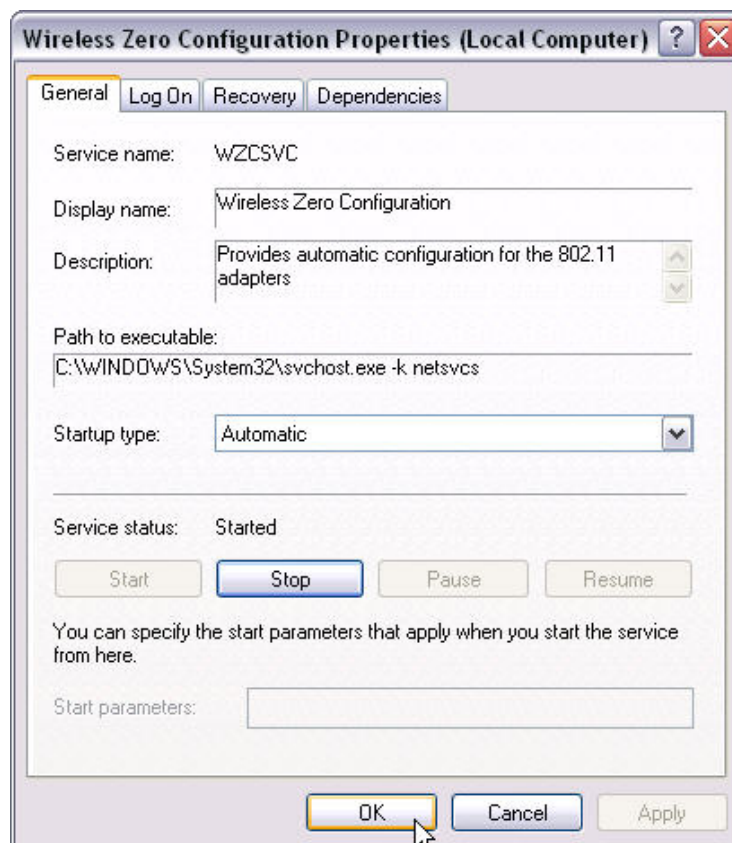 Wireless Zero Configuration Properties (Local Computer)
General Log On Recovery Dependencies
Service name: WZCSVC
Display name: Wireless Zero Configuration
Description: Provides automatic configuration for the 802.11
adapters
Path to executable:
C:\WINDOWS\System32\svchost.exe -k netsvcs
Startup type: Automatic
Service status: Started
Start Stop Pause Resume
You can specify the start parameters that apply when you start the service
from here.
Start parameters:
OK Cancel Apply